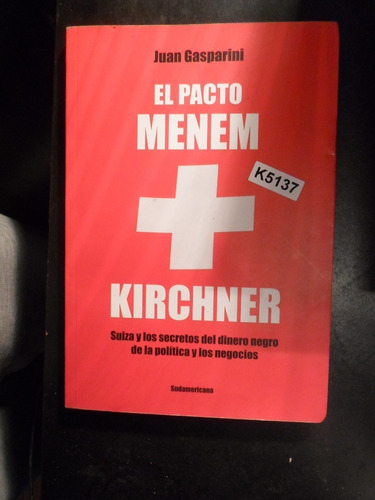 Juan Gasparini
EL PACTO
MENEM
K5137
KIRCHNER
Suiza y los secretos del dinero negro
de la política y los negocios
Sudamericana